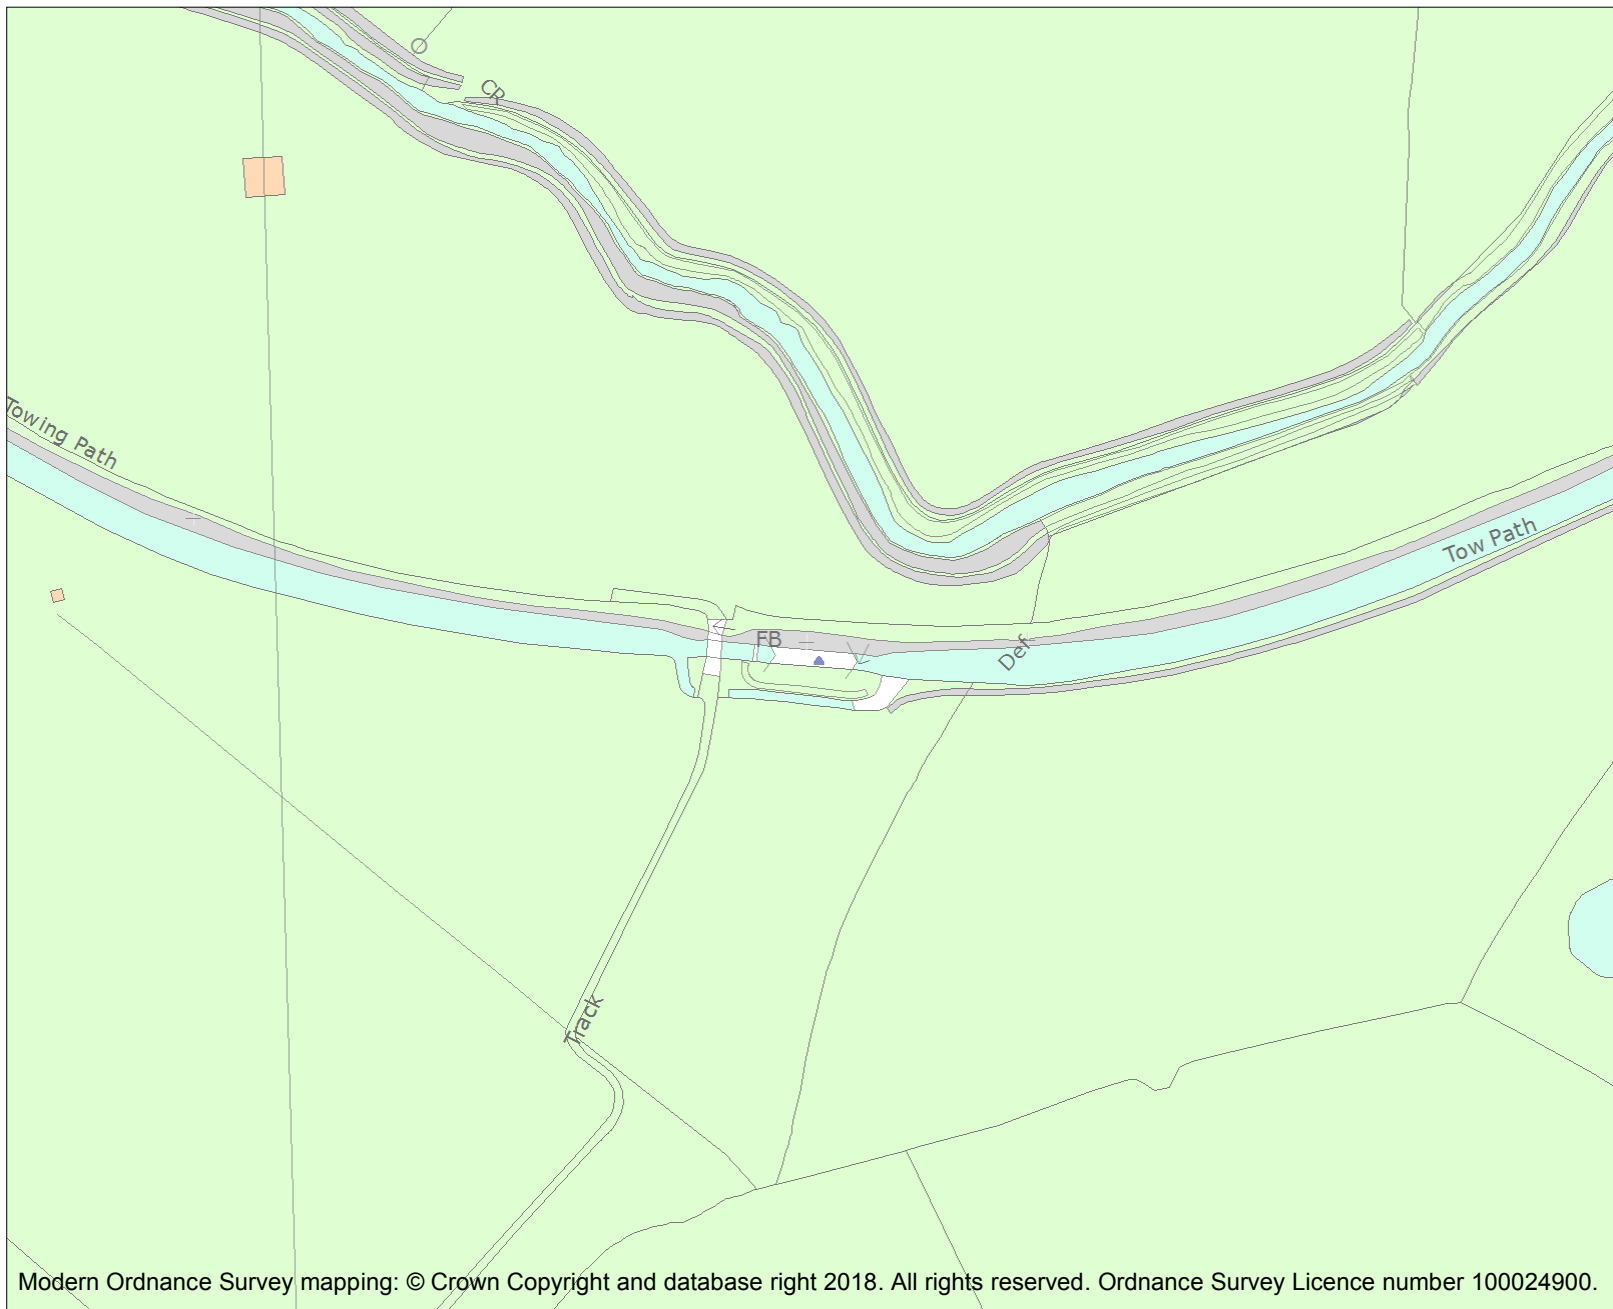 CR
Towing Path
Tow Path
FB
Def
Track
Modern Ordnance Survey mapping: © Crown Copyright and database right 2018. All rights reserved. Ordnance Survey Licence number 100024900.